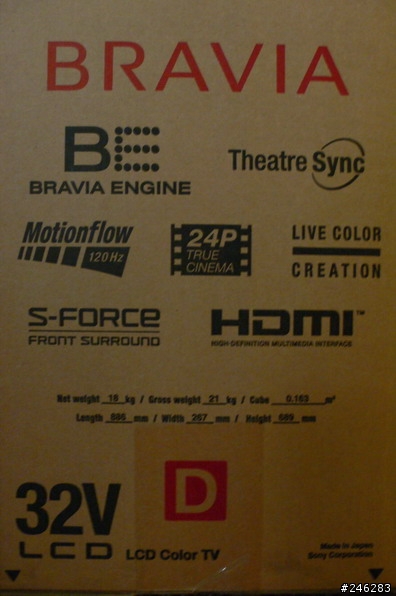 BRAVIA
BE
BRAVIA ENGINE
Theatre Sync
Motionflow
120Hz
24P
TRUE
CINEMA
LIVE COLOR
CREATION
S-FORCE
FRONT SURROUND
HDMI™
HIGH-DEFINITION MULTIMEDIA INTERFACE
Net weight 18 kg / Gross weight 21 kg / Cube 0.163 m³
Length 886 mm / Width 267 mm / Height 689 mm
D
32V
LCD
LCD Color TV
Made in Japan
Sony Corporation
#246283